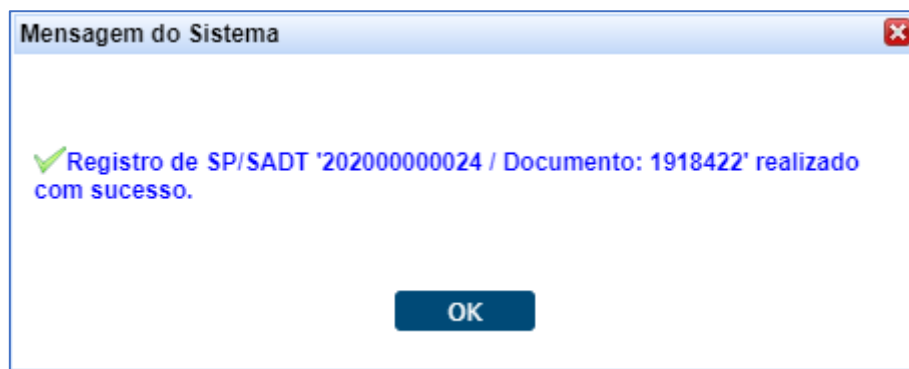 Mensagem do Sistema
Registro de SP/SADT '202000000024 / Documento: 1918422' realizado
com sucesso.
OK